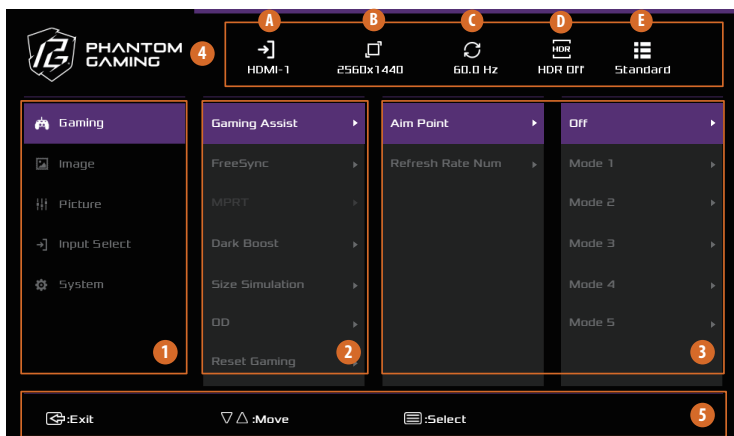 A B C D E
PHANTOM
GAMING
4
HDR
HDMI-1 2560x1440 60.0 Hz HDR Off Standard
Gaming Gaming Assist Aim Point Off
Image FreeSync Refresh Rate Num Mode 1
Picture MPRT Mode 2
Input Select Dark Boost Mode 3
System Size Simulation Mode 4
OD Mode 5
Reset Gaming
1 2 3
:Exit :Move :Select 5